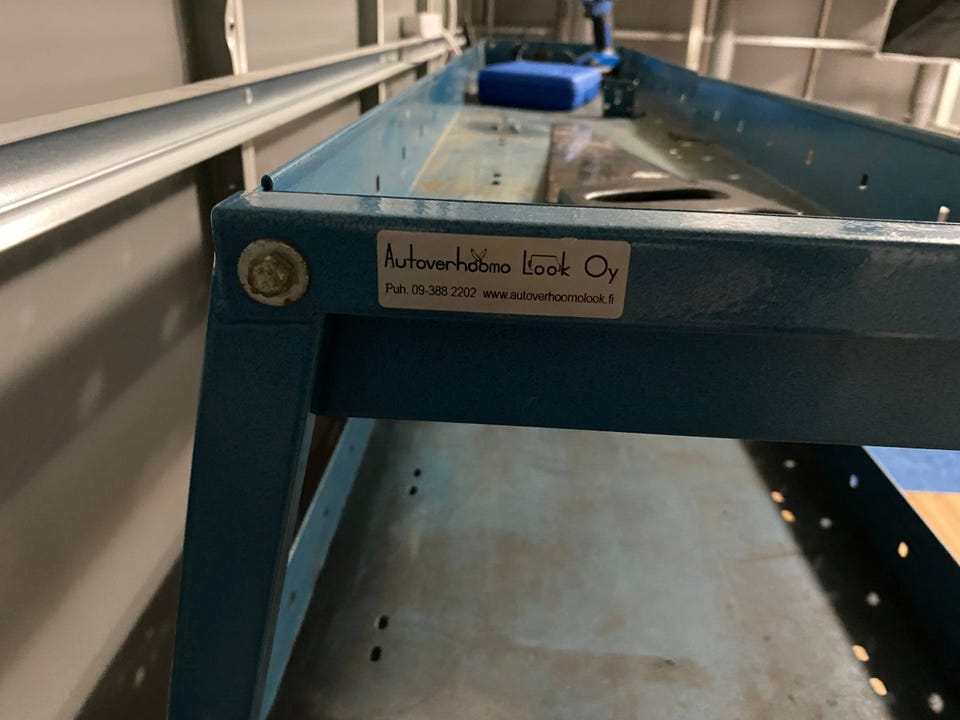 Autoverhoomo Look Oy
Puh. 09-388 2202 www.autoverhoomolook.fi